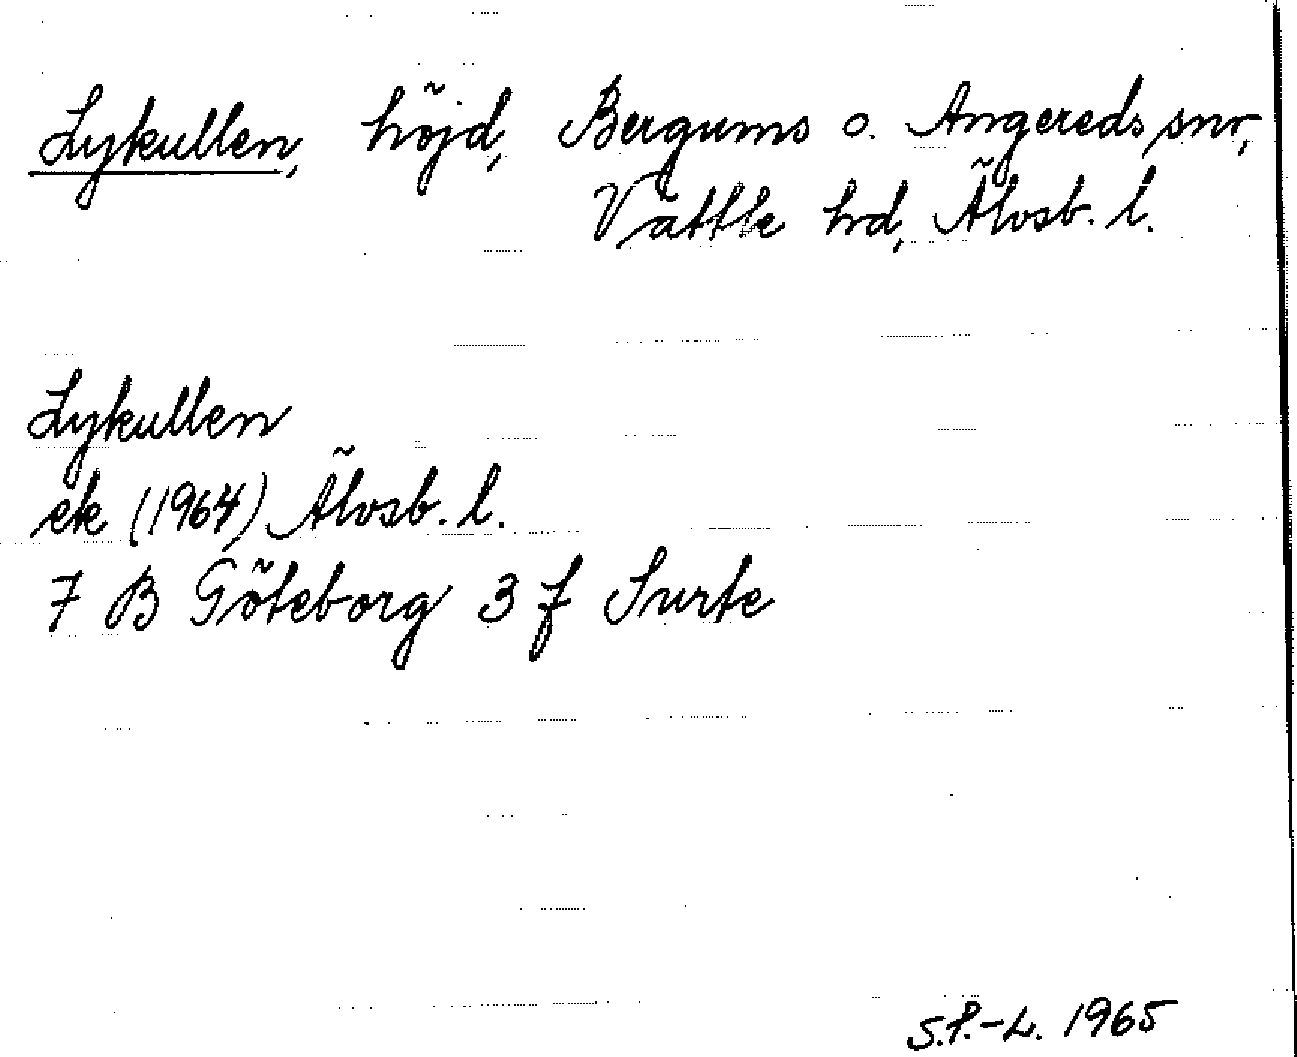 Lykullen, höjd, Bergums o. Angereds snr,
Vättle hd, Älvsb. l.
Lykullen
ek (1964) Älvsb. l.
7 B Göteborg 3 f Surte
S.P.-L. 1965